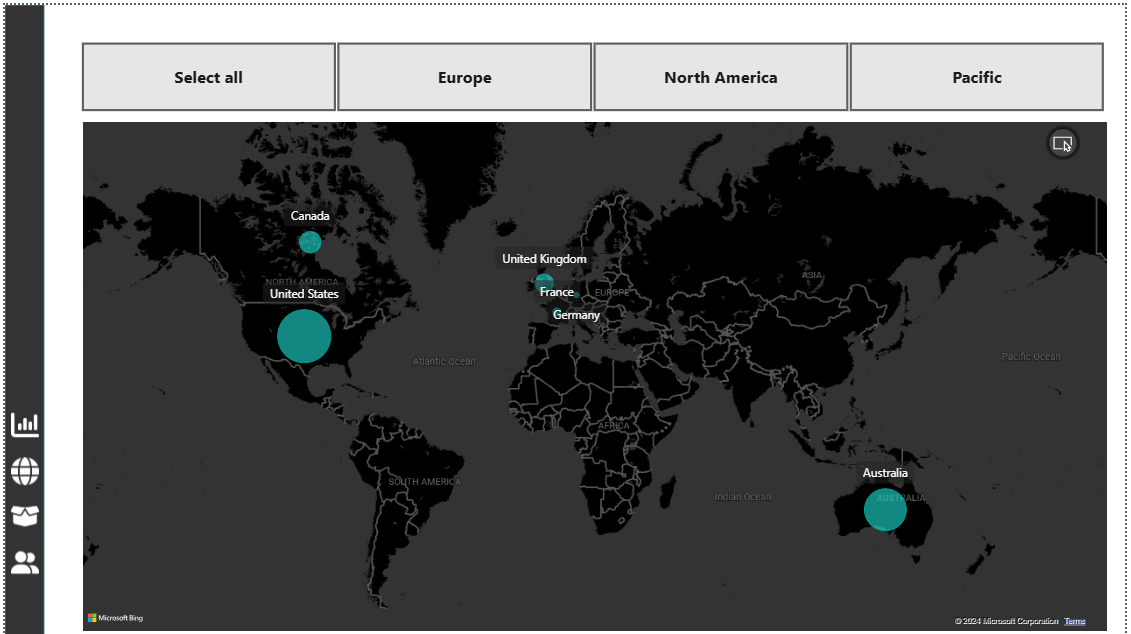 Select all
Europe
North America
Pacific
Canada
NORTH AMERICA
United States
United Kingdom
France
EUROPE
Germany
ASIA
Atlantic Ocean
Pacific Ocean
AFRICA
SOUTH AMERICA
Australia
AUSTRALIA
Indian Ocean
Microsoft Bing
© 2024 Microsoft Corporation Terms